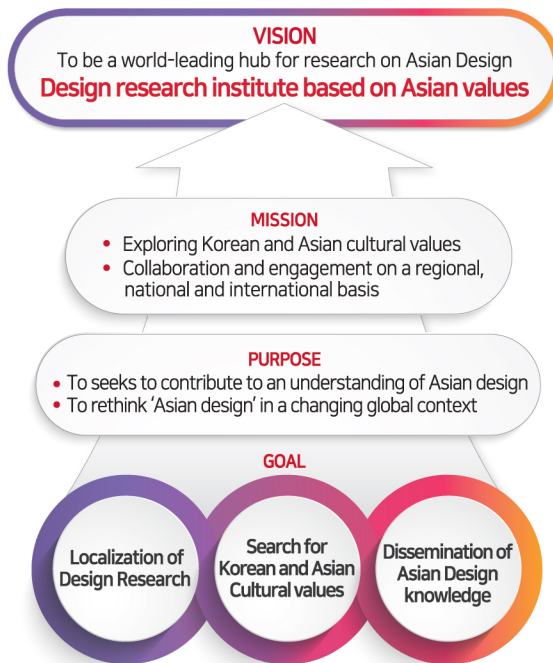 VISION
To be a world-leading hub for research on Asian Design
Design research institute based on Asian values
MISSION
• Exploring Korean and Asian cultural values
• Collaboration and engagement on a regional,
national and international basis
PURPOSE
• To seeks to contribute to an understanding of Asian design
• To rethink ‘Asian design’ in a changing global context
GOAL
Localization of
Design Research
Search for
Korean and Asian
Cultural values
Dissemination of
Asian Design
knowledge